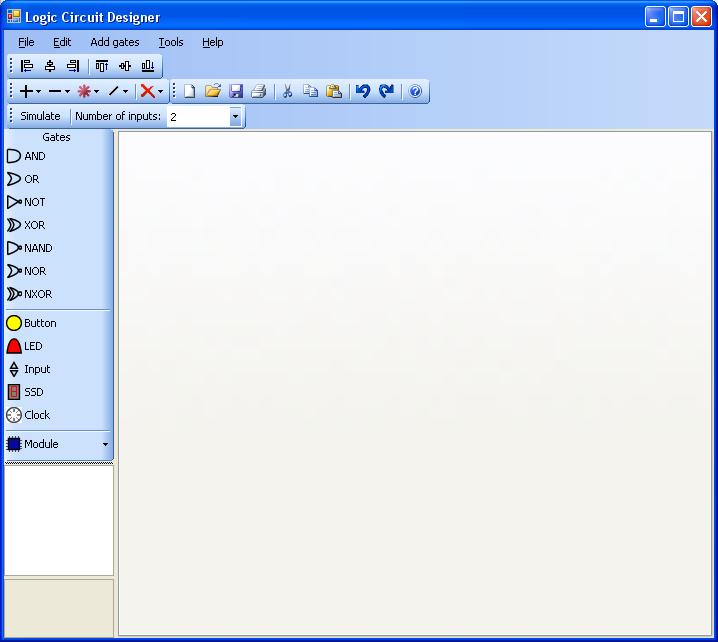 Logic Circuit Designer
File Edit Add gates Tools Help
Simulate Number of inputs: 2
Gates
AND
OR
NOT
XOR
NAND
NOR
NXOR
Button
LED
Input
SSD
Clock
Module